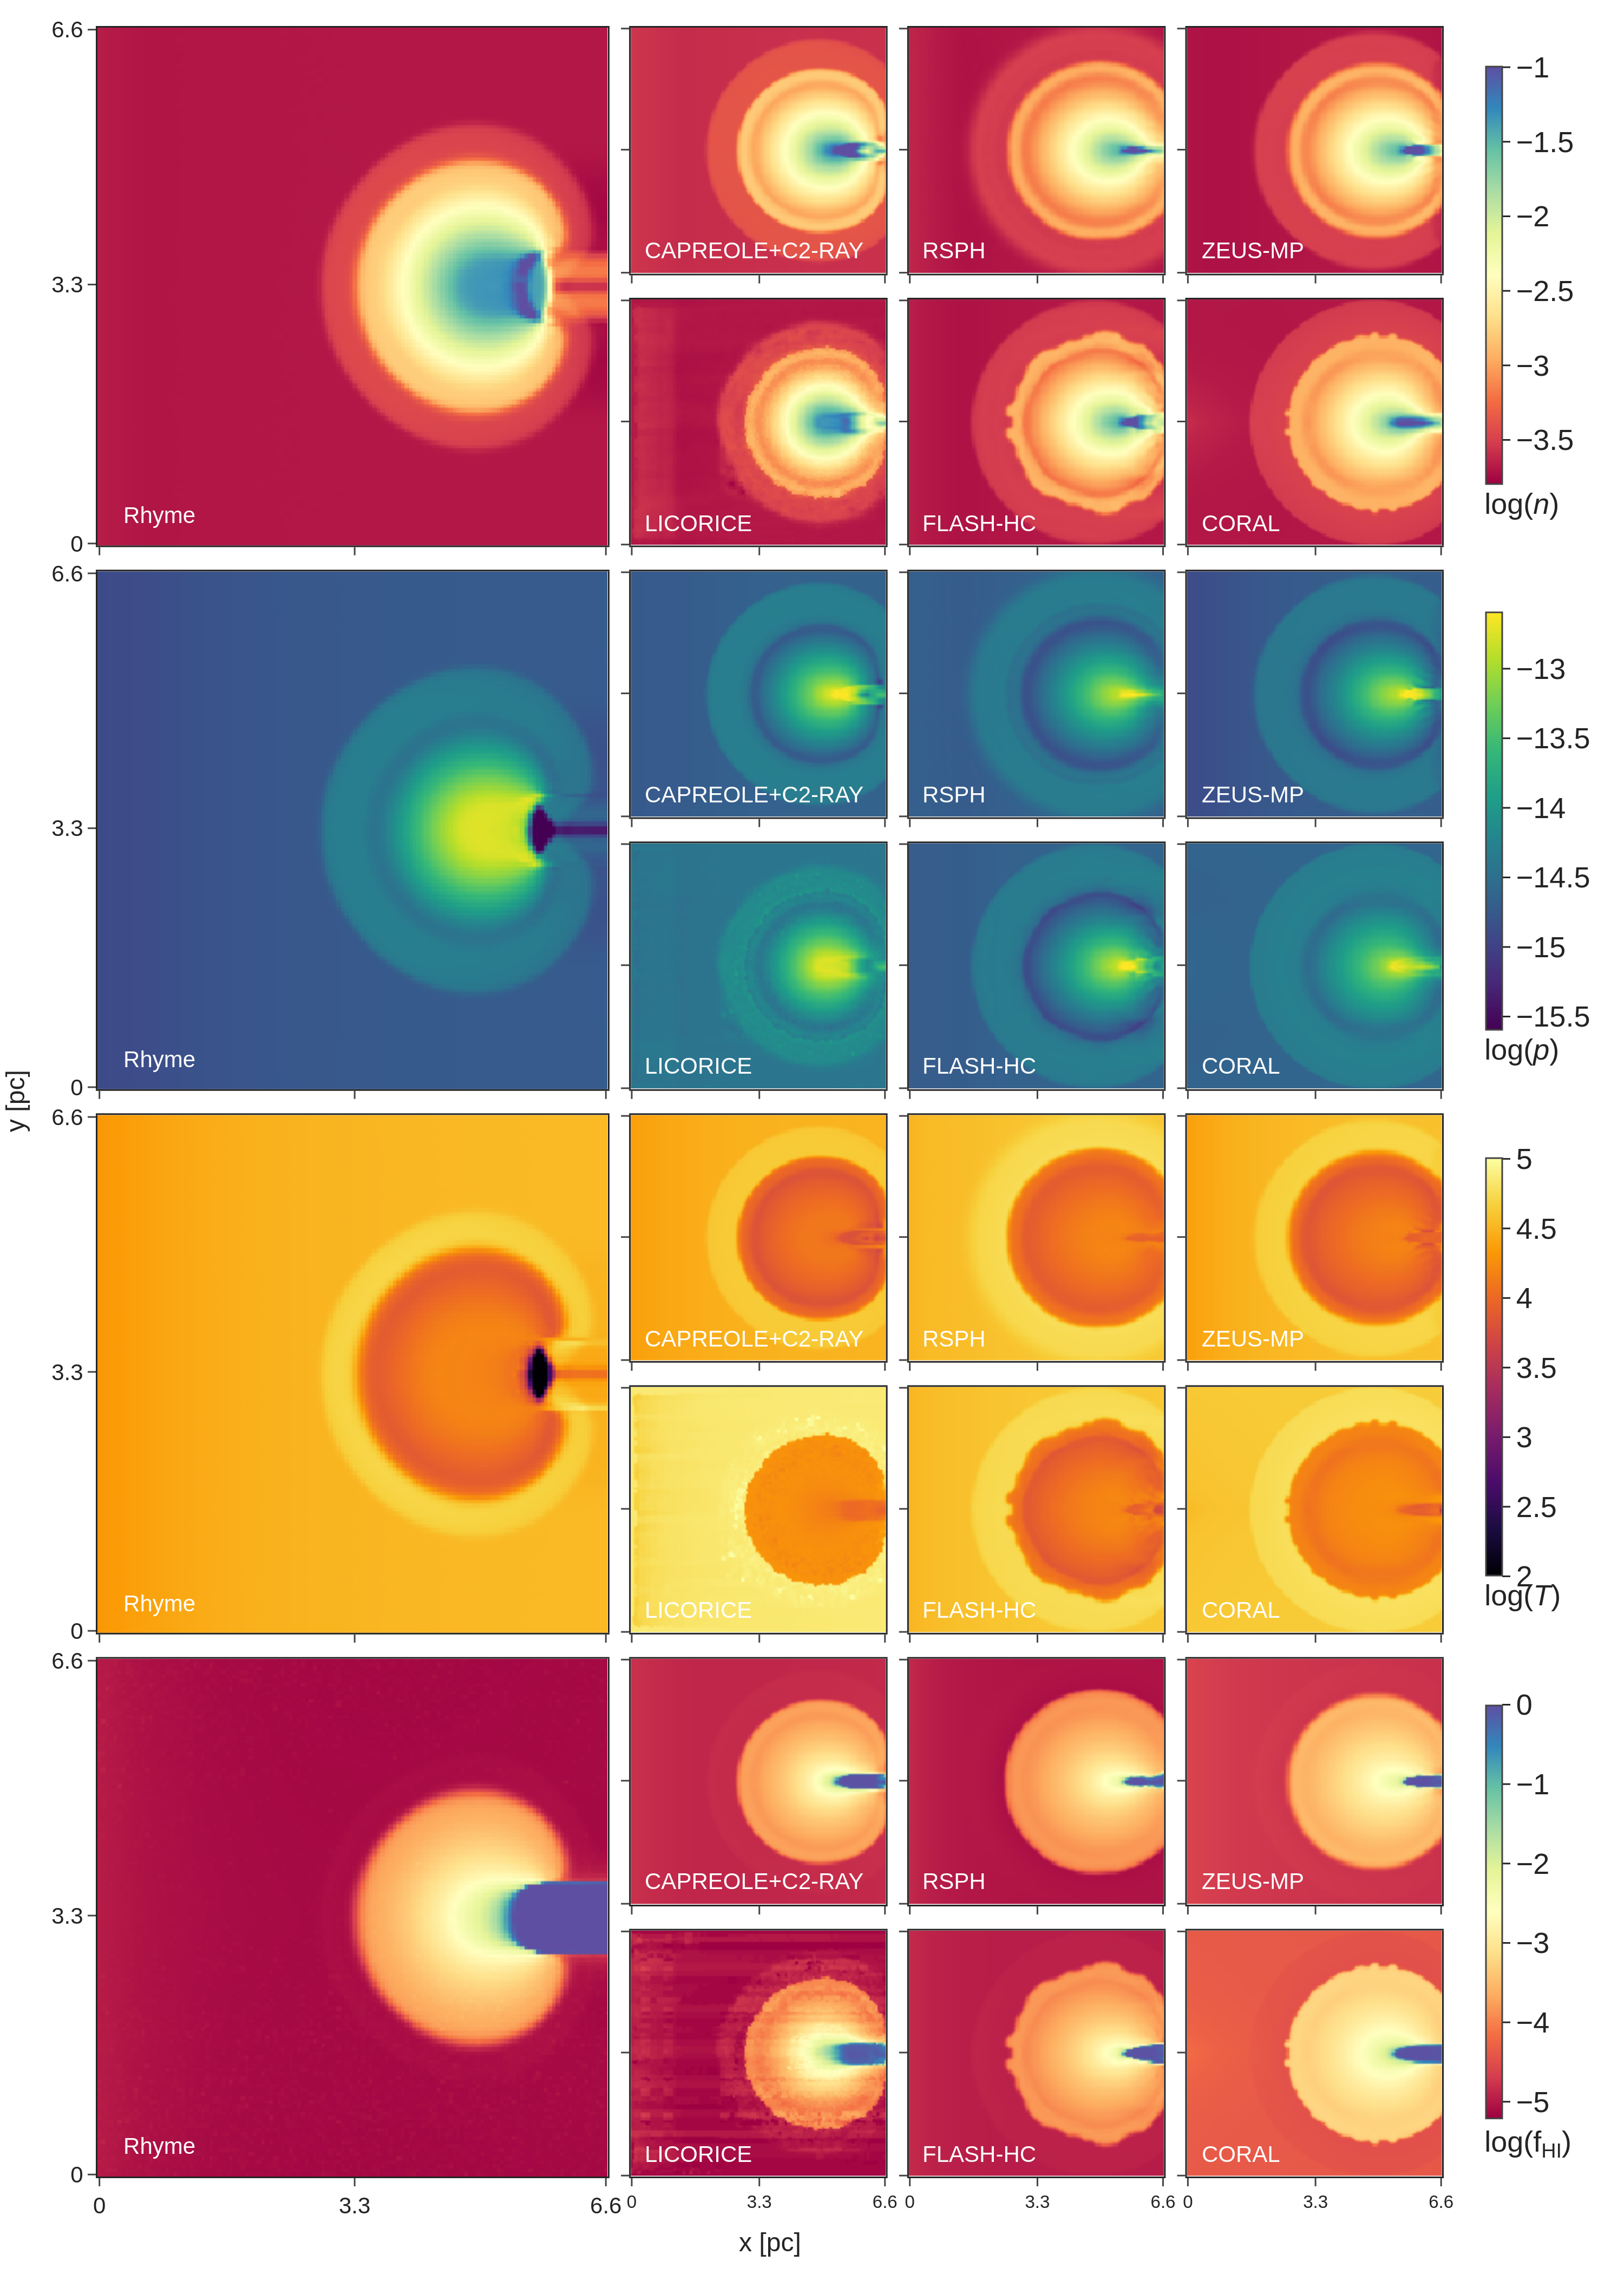 6.6
3.3
0
Rhyme
CAPREOLE+C2-RAY
RSPH
ZEUS-MP
LICORICE
FLASH-HC
CORAL
−1
−1.5
−2
−2.5
−3
−3.5
log(n)
6.6
3.3
0
Rhyme
CAPREOLE+C2-RAY
RSPH
ZEUS-MP
LICORICE
FLASH-HC
CORAL
−13
−13.5
−14
−14.5
−15
−15.5
log(p)
y [pc]
6.6
3.3
0
Rhyme
CAPREOLE+C2-RAY
RSPH
ZEUS-MP
LICORICE
FLASH-HC
CORAL
5
4.5
4
3.5
3
2.5
2
log(T)
6.6
3.3
0
Rhyme
CAPREOLE+C2-RAY
RSPH
ZEUS-MP
LICORICE
FLASH-HC
CORAL
0
−1
−2
−3
−4
−5
log(fHI)
0 3.3 6.6 0 3.3 6.6 0 3.3 6.6 0 3.3 6.6
x [pc]